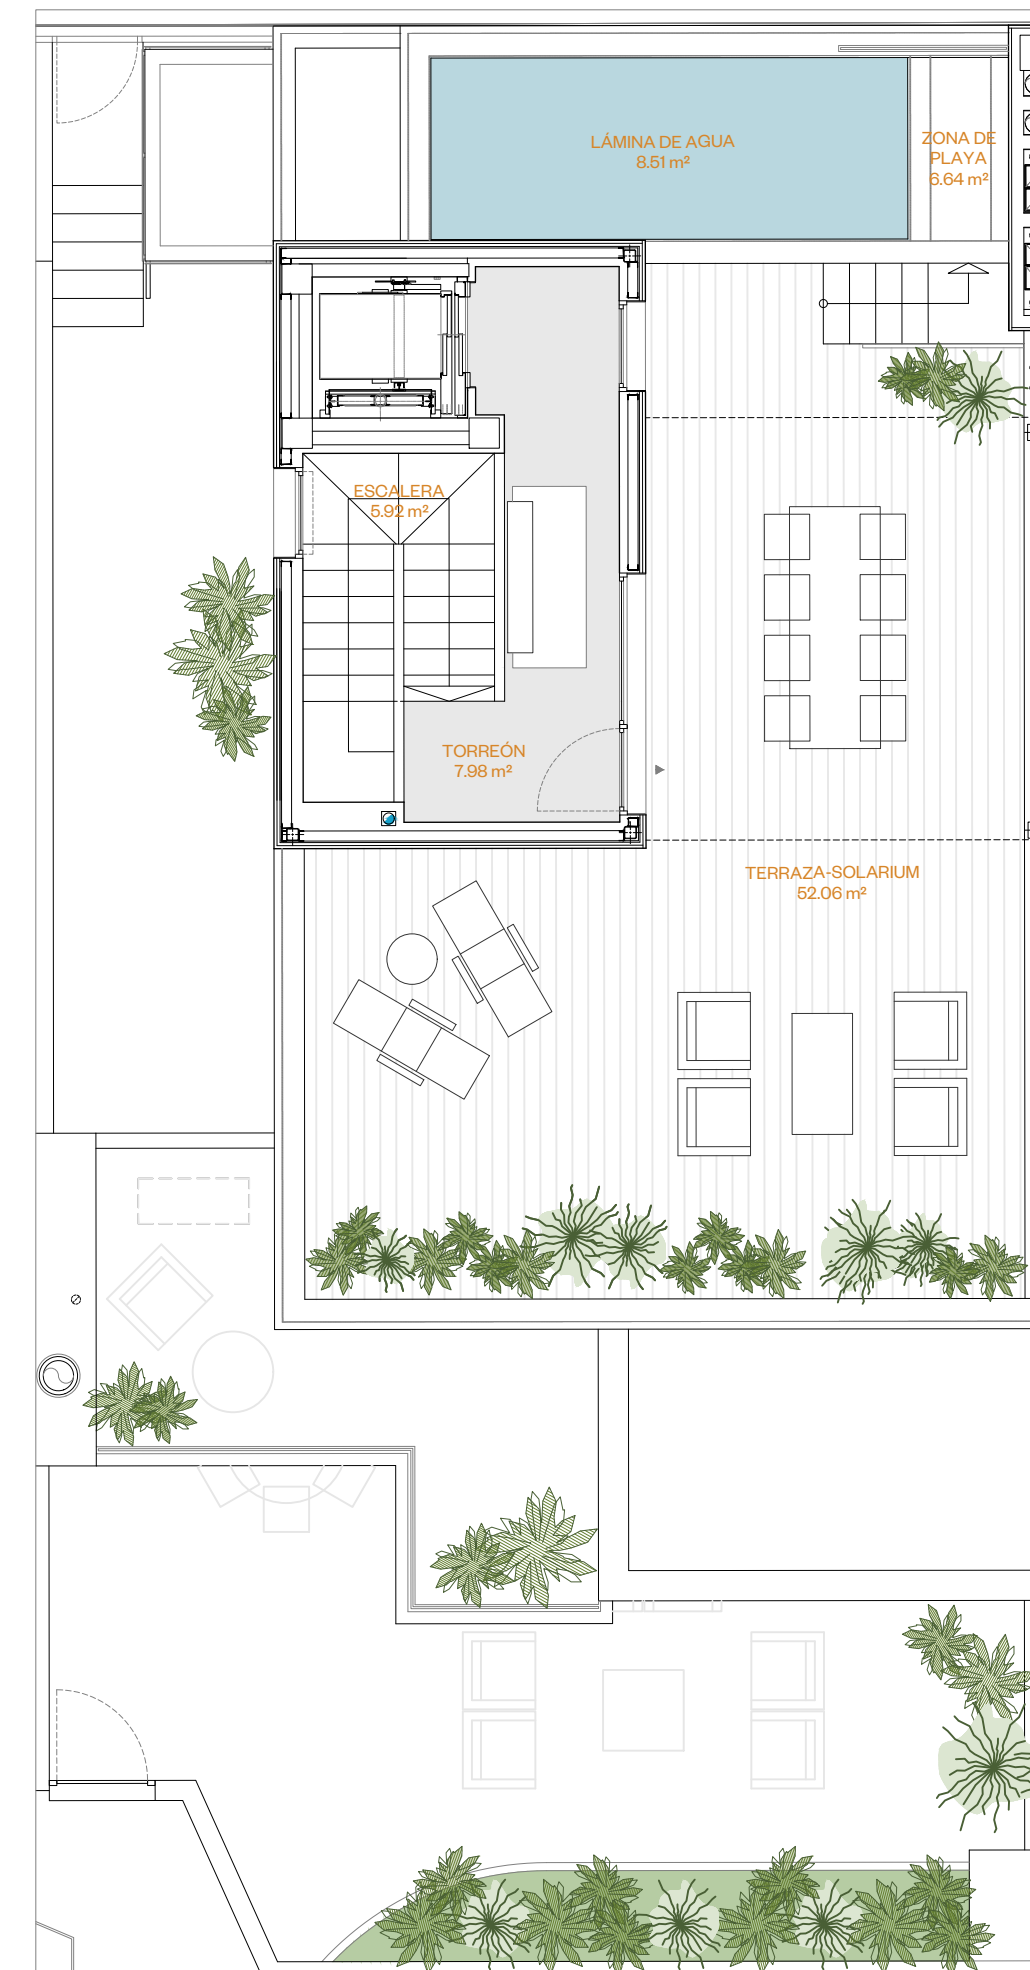 LÁMINA DE AGUA
8.51 m²
ZONA DE
PLAYA
6.64 m²
ESCALERA
5.92 m²
TORREÓN
7.98 m²
TERRAZA-SOLARIUM
52.06 m²